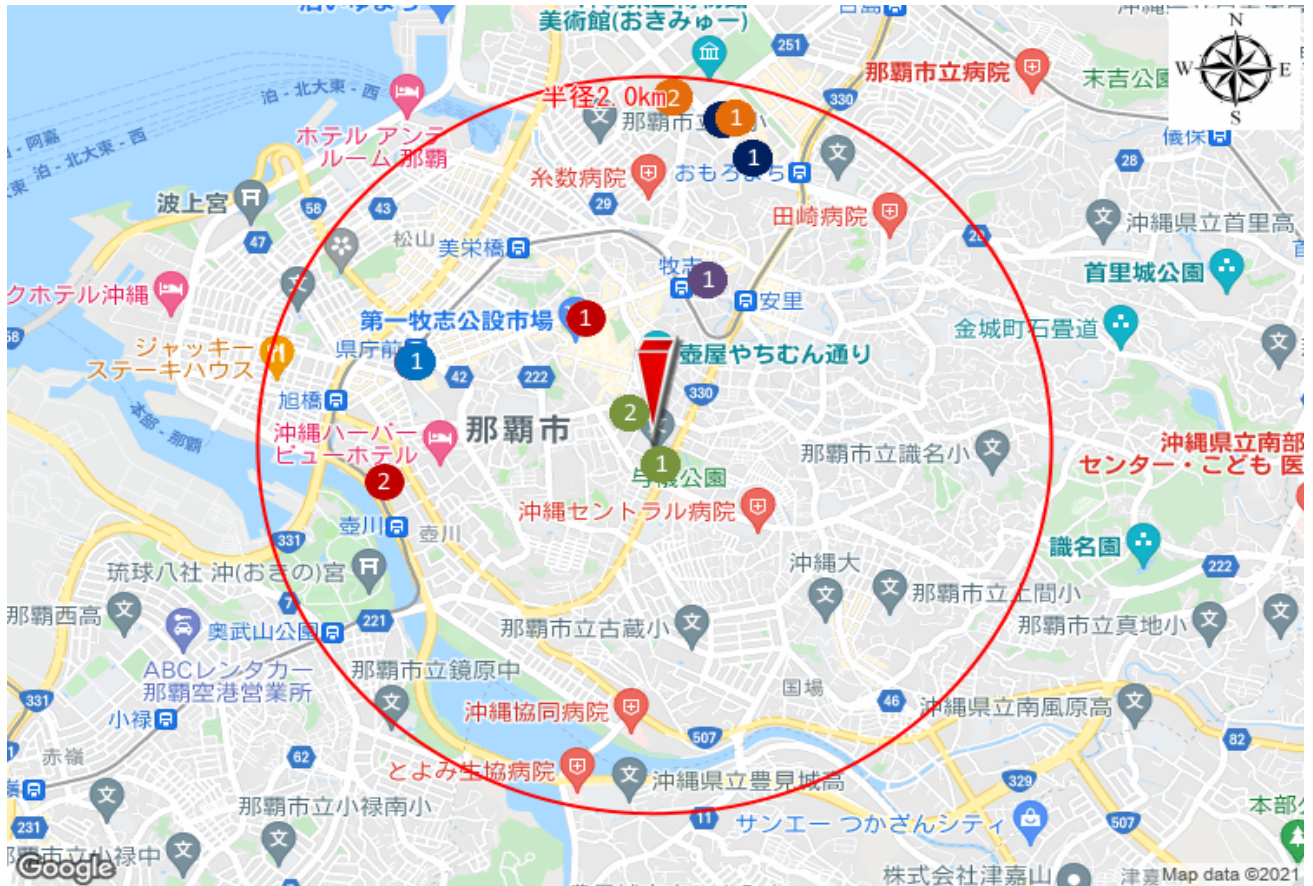 美術館(おきみゅー)
251
N
W
E
S
那覇市立病院
末吉公園
泊-北大東-西
半径2.0km
2
1
330
儀保
ホテル アンテ
ルーム 那覇
1
28
糸数病院
おもろまち
波上宮
58
43
29
田崎病院
沖縄県立首里高
47
松山
美栄橋
牧志
1
安里
首里城公園
クホテル沖縄
第一牧志公設市場
1
金城町石畳道
58
県庁前
1
ジャッキー
ステーキハウス
壺屋やちむん通り
42
222
330
旭橋
2
本部-那覇
沖縄ハーバー
ビューホテル
那覇市
那覇市立識名小
沖縄県立南部
センター・こども 医
1
与儀公園
2
沖縄セントラル病院
壺川
壺川
331
識名園
222
琉球八社 沖(おきの)宮
沖縄大
7
那覇市立上間小
那覇西高
221
奥武山公園
那覇市立古蔵小
那覇市立真地小
ABCレンタカー
那覇空港営業所
那覇市立鏡原中
国場
331
46
小禄
沖縄協同病院
沖縄県立南風原高
507
82
赤嶺
62
とよみ生協病院
沖縄県立豊見城高
329
那覇市立小禄南小
11
サンエー つかざんシティ
507
231
Google
株式会社津嘉山
Map data ©2021